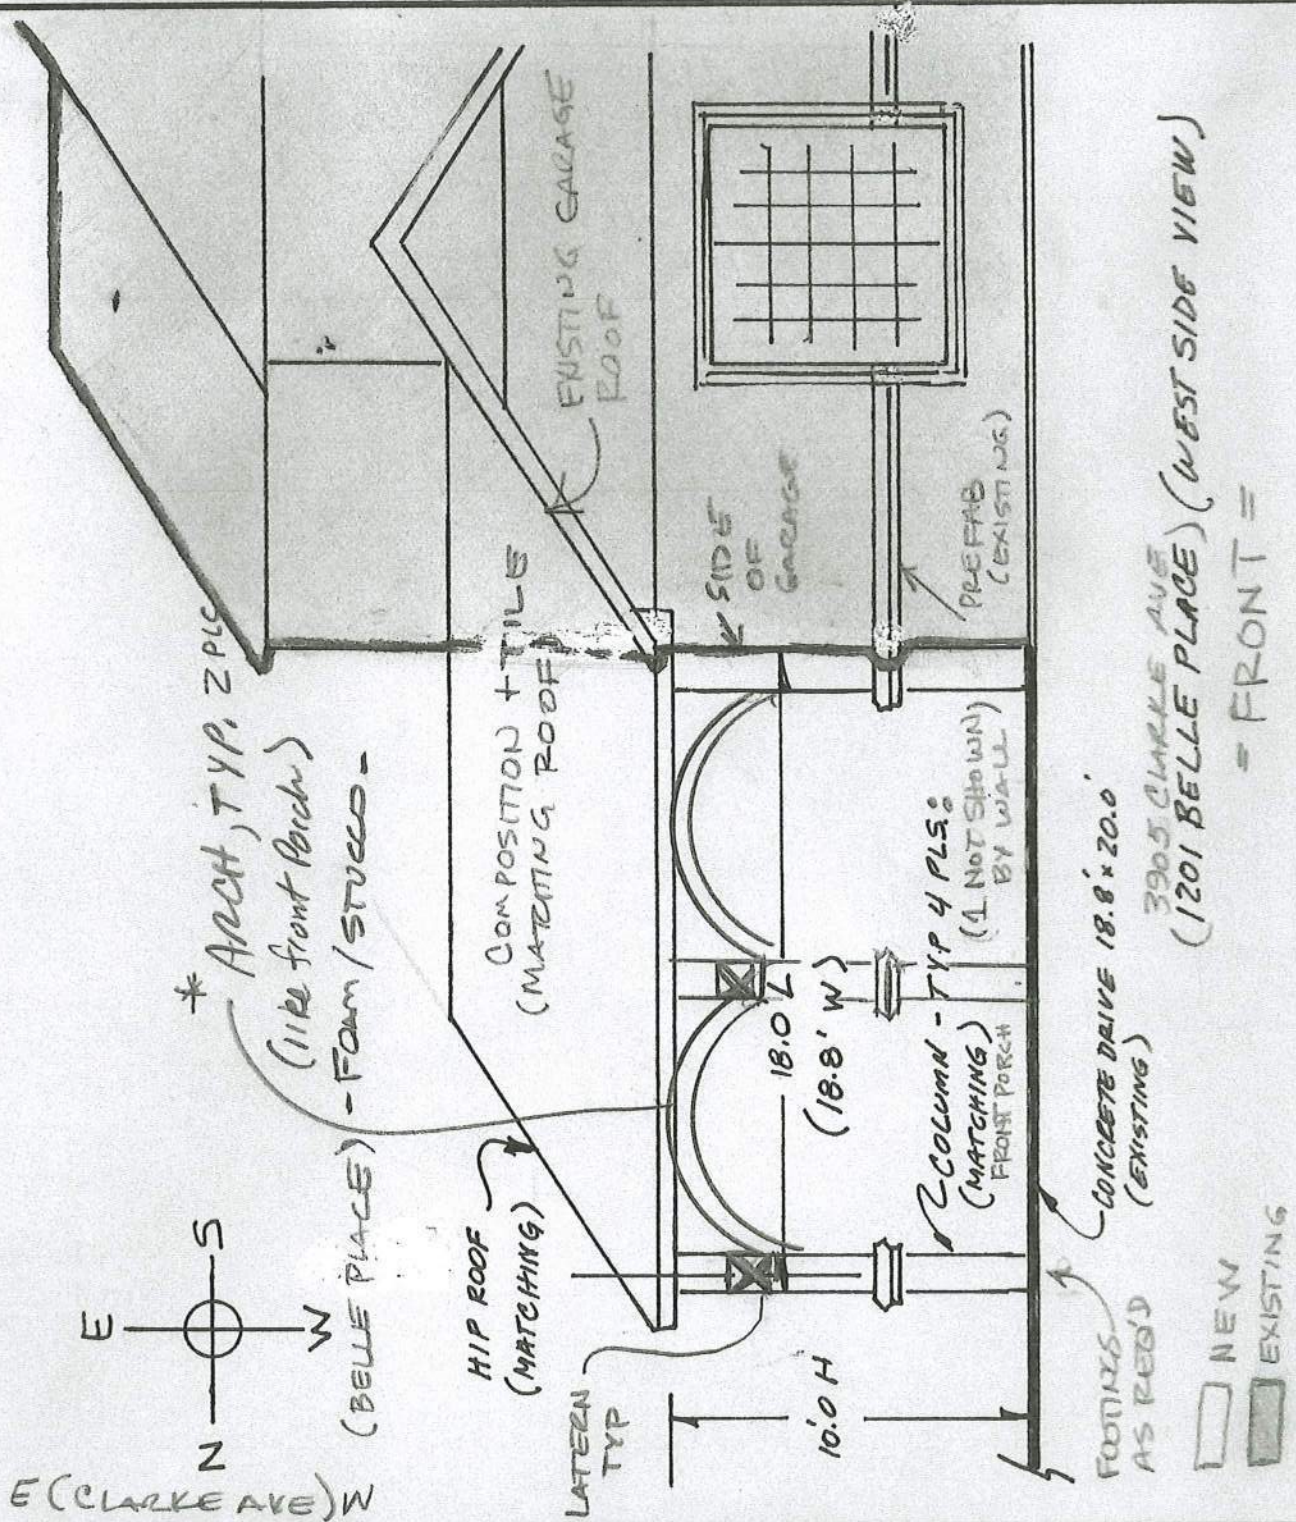 E (CLARKE AVE) W
N
E
S
W
(BELLE PLACE)
* ARCH, TYP. 2 PLC
(like front Porch)
- FOAM / STUCCO -
HIP ROOF
(MATCHING)
COMPOSITION + TILE
(MATCHING ROOF)
EXISTING GARAGE
ROOF
LATERN
TYP
10.0 H
18.0 L
(18.8' W)
SIDE
OF
GARAGE
COLUMN - TYP 4 PLS:
(MATCHING)
FRONT PORCH
(1 NOT SHOWN)
BY WALL
PREFAB
(EXISTING)
FOOTINGS
AS REQ'D
CONCRETE DRIVE 18.8' x 20.0'
(EXISTING)
3905 CLARKE AVE
(1201 BELLE PLACE) (WEST SIDE VIEW)
= FRONT =
NEW
EXISTING